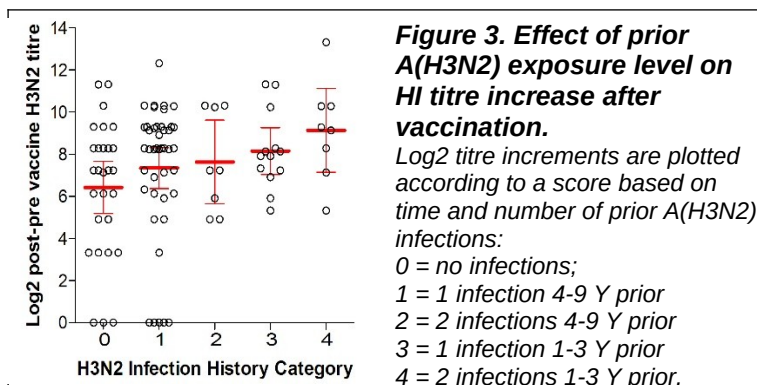 Log2 post-pre vaccine H3N2 titre
14
12
10
8
6
4
2
0
0 1 2 3 4
H3N2 Infection History Category
Figure 3. Effect of prior
A(H3N2) exposure level on
HI titre increase after
vaccination.
Log2 titre increments are plotted
according to a score based on
time and number of prior A(H3N2)
infections:
0 = no infections;
1 = 1 infection 4-9 Y prior
2 = 2 infections 4-9 Y prior
3 = 1 infection 1-3 Y prior
4 = 2 infections 1-3 Y prior.